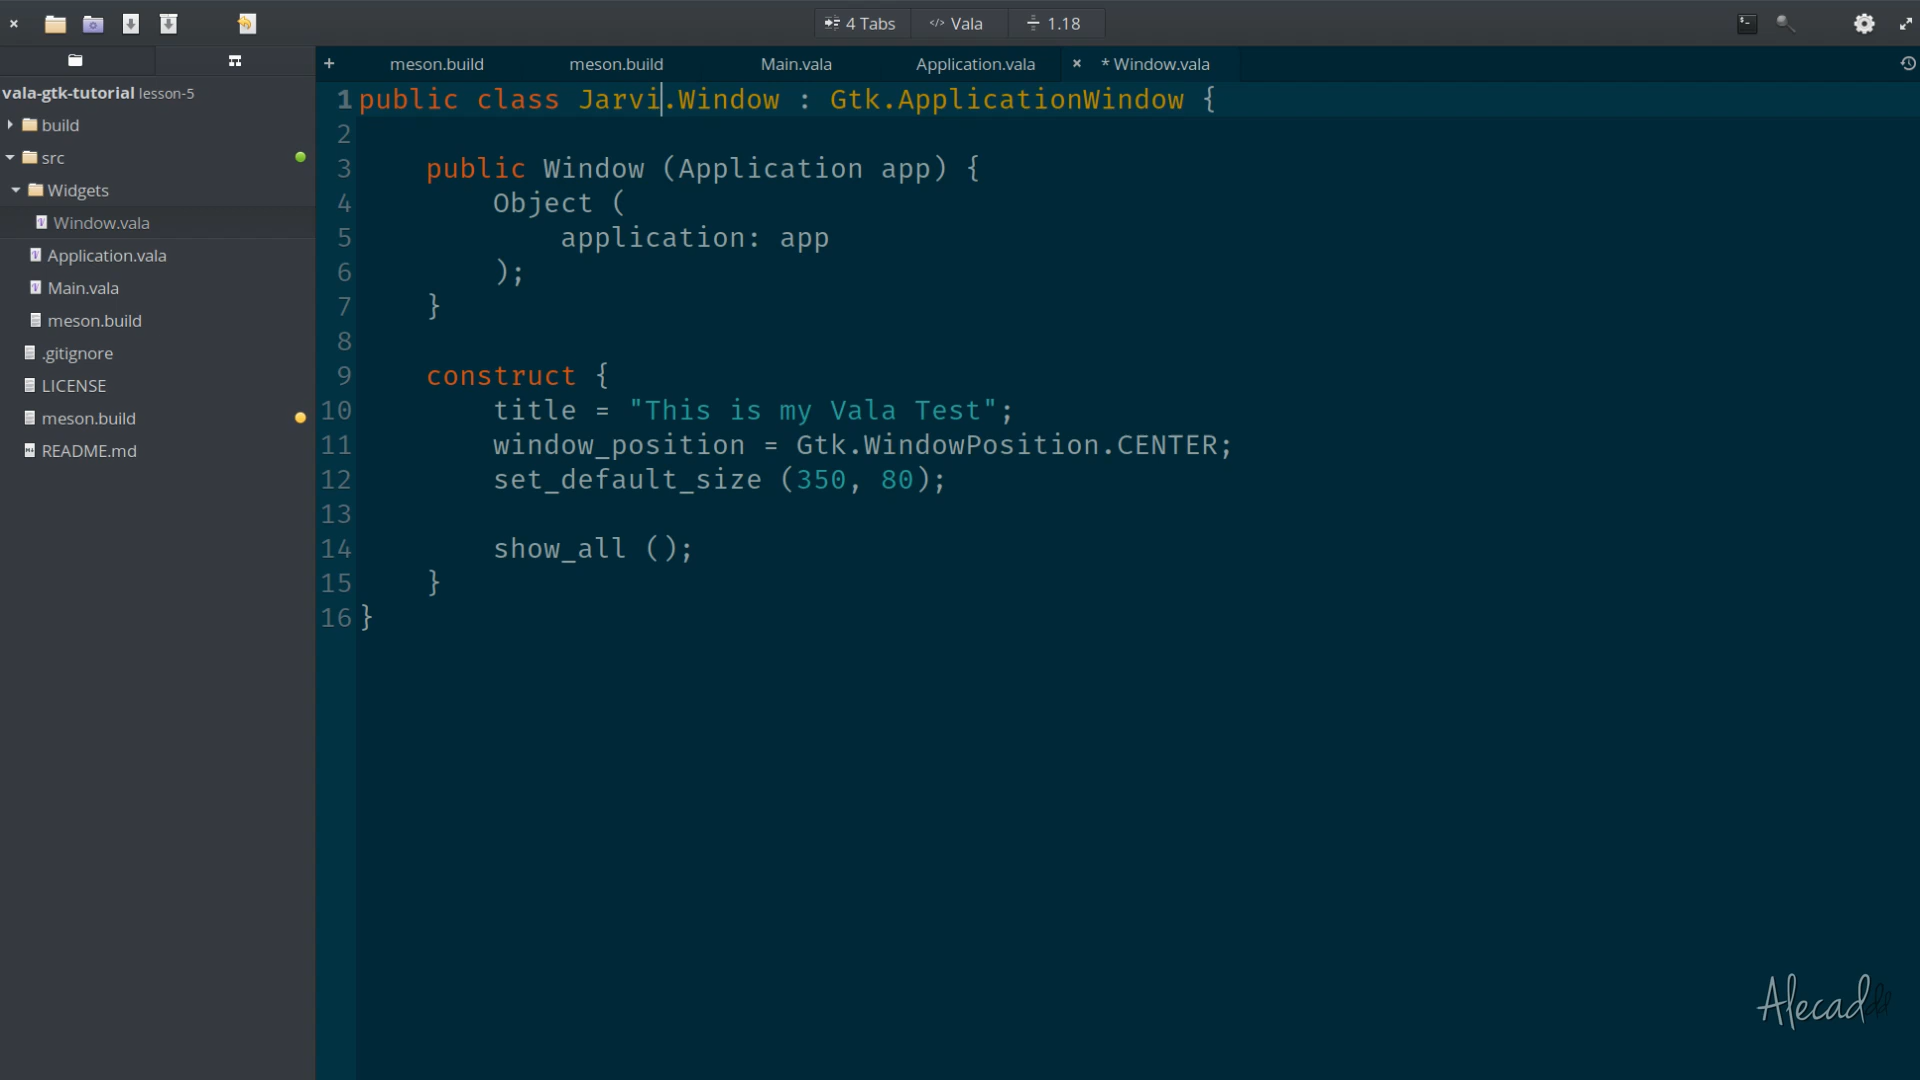 4 Tabs
</> Vala
1.18
+
meson.build
meson.build
Main.vala
Application.vala
× * Window.vala
vala-gtk-tutorial lesson-5
build
src
Widgets
Window.vala
Application.vala
Main.vala
meson.build
.gitignore
LICENSE
meson.build
README.md
1 public class Jarvi.Window : Gtk.ApplicationWindow {
2
3 public Window (Application app) {
4 Object (
5 application: app
6 );
7 }
8
9 construct {
10 title = "This is my Vala Test";
11 window_position = Gtk.WindowPosition.CENTER;
12 set_default_size (350, 80);
13
14 show_all ();
15 }
16 }
Alecaddd